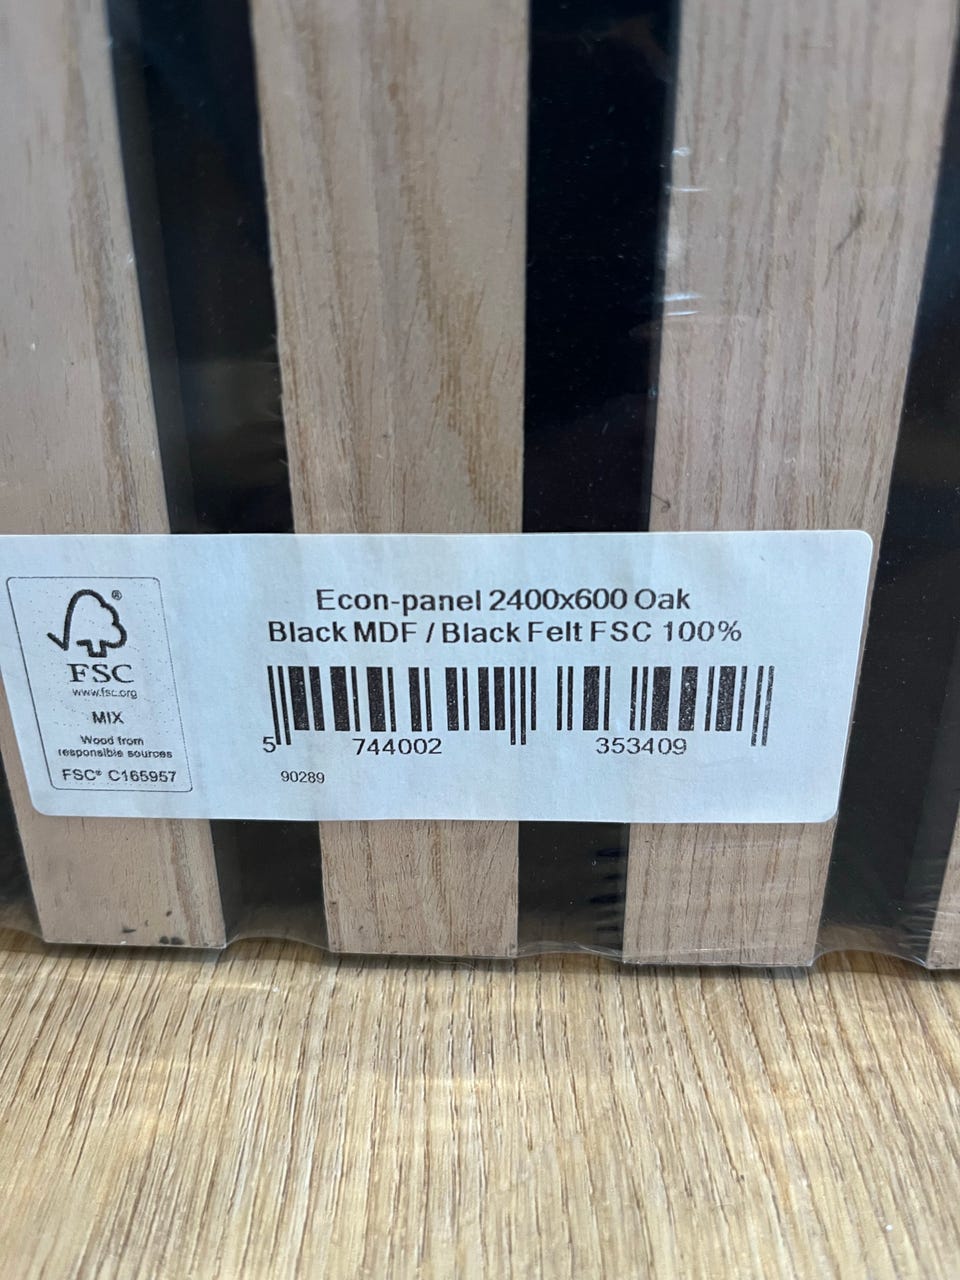 ®
FSC
www.fsc.org
MIX
Wood from
responsible sources
FSC® C165957
Econ-panel 2400x600 Oak
Black MDF / Black Felt FSC 100%
5 744002 353409
90289